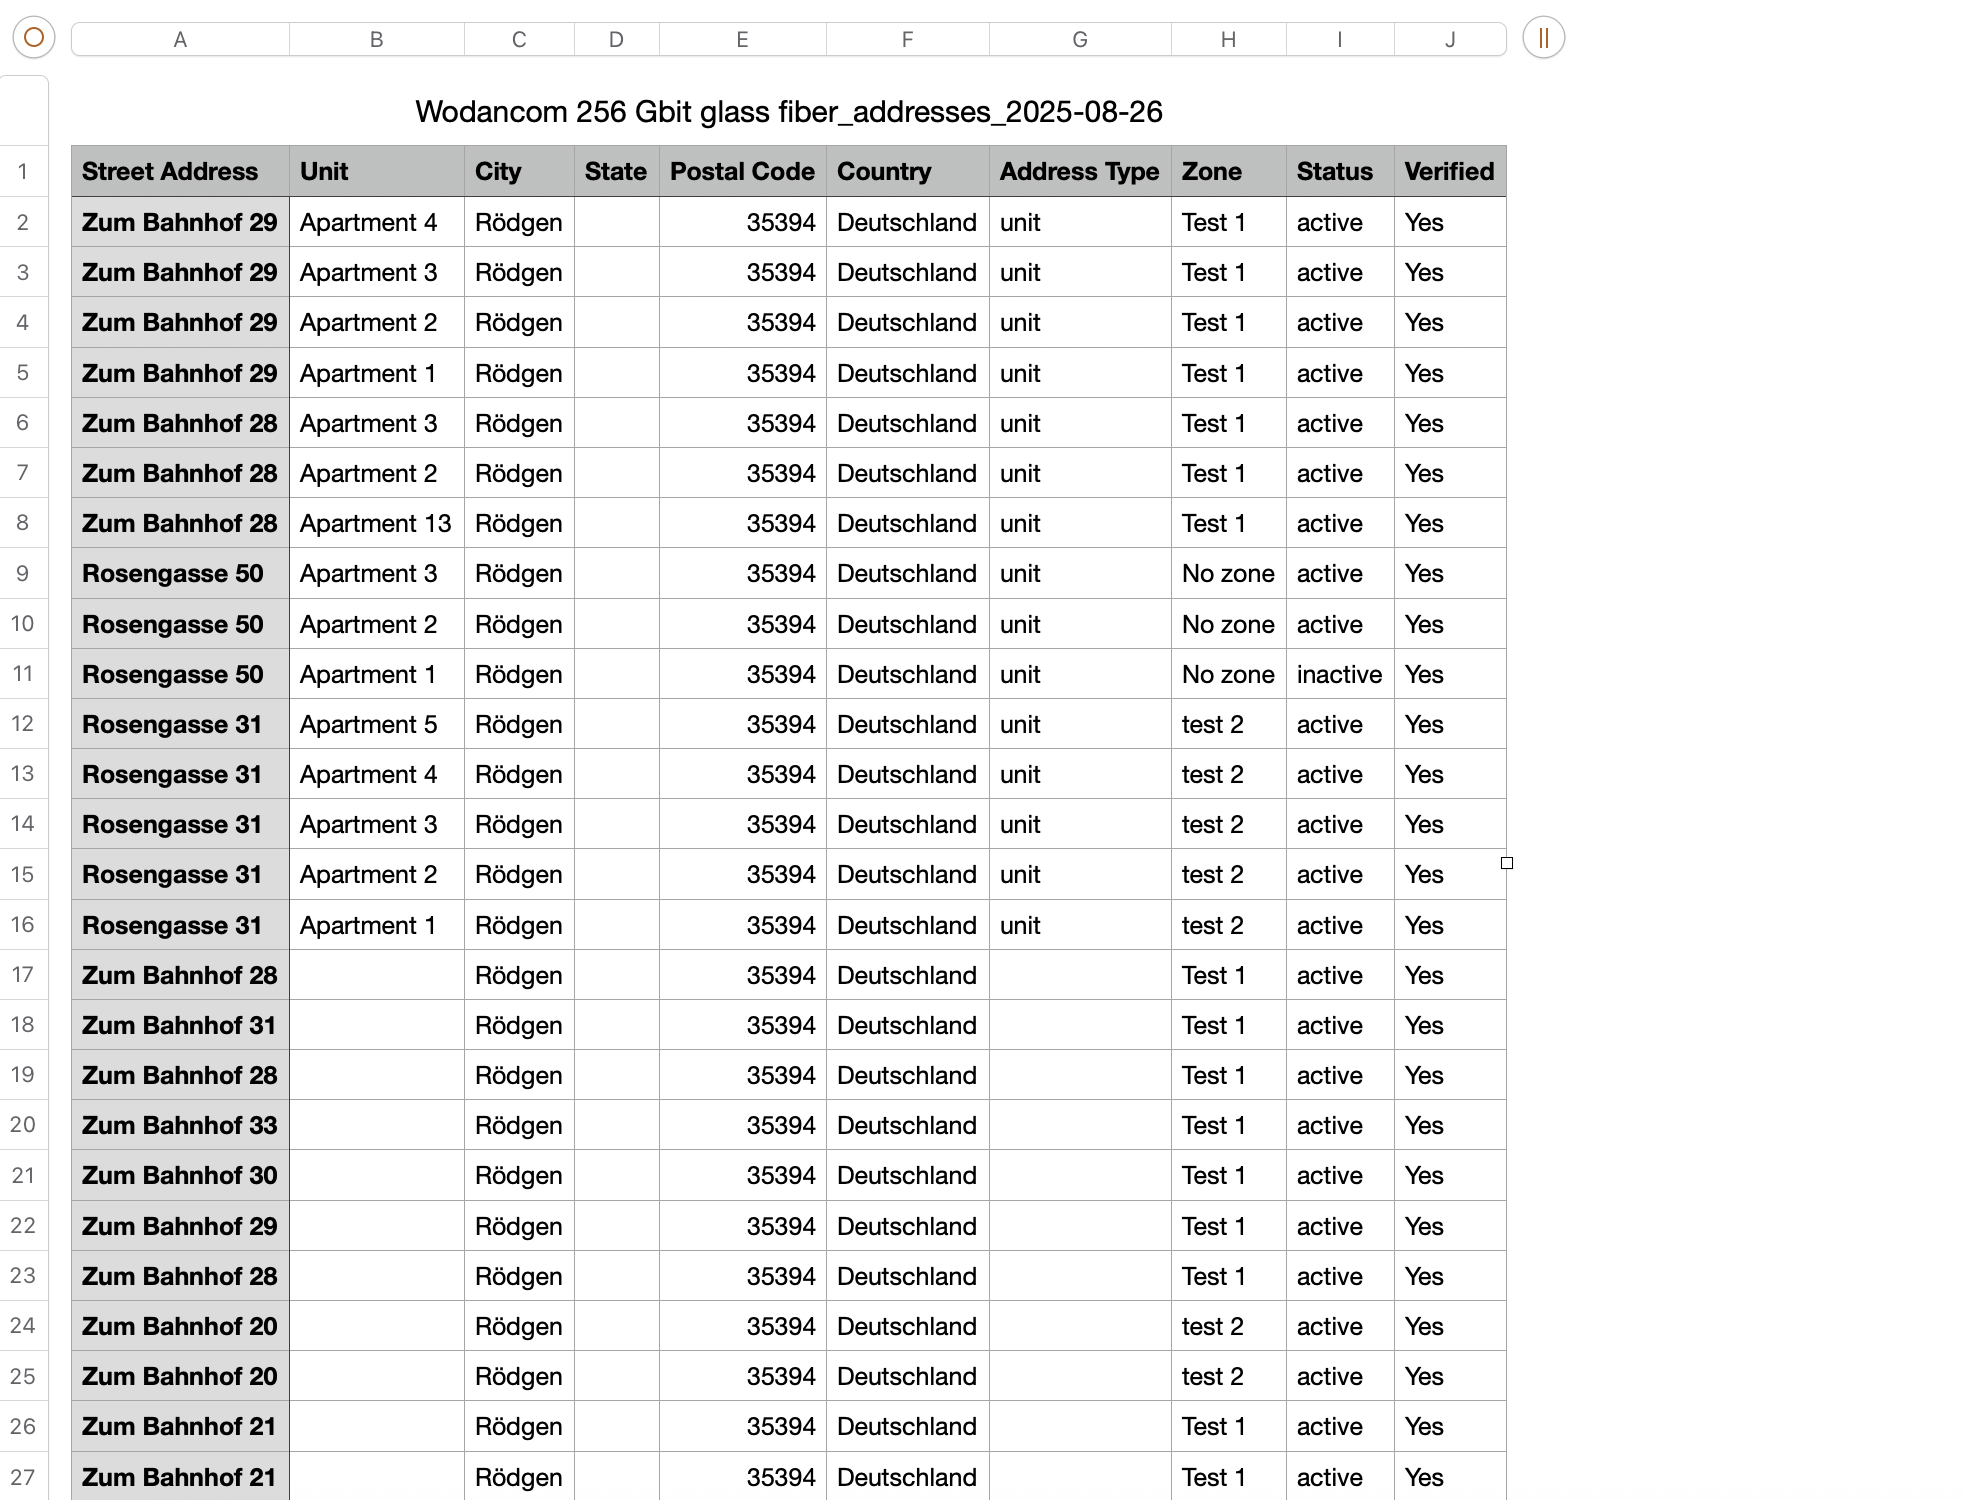 A B C D E F G H I J
Wodancom 256 Gbit glass fiber_addresses_2025-08-26
1 Street Address Unit City State Postal Code Country Address Type Zone Status Verified
2 Zum Bahnhof 29 Apartment 4 Rödgen 35394 Deutschland unit Test 1 active Yes
3 Zum Bahnhof 29 Apartment 3 Rödgen 35394 Deutschland unit Test 1 active Yes
4 Zum Bahnhof 29 Apartment 2 Rödgen 35394 Deutschland unit Test 1 active Yes
5 Zum Bahnhof 29 Apartment 1 Rödgen 35394 Deutschland unit Test 1 active Yes
6 Zum Bahnhof 28 Apartment 3 Rödgen 35394 Deutschland unit Test 1 active Yes
7 Zum Bahnhof 28 Apartment 2 Rödgen 35394 Deutschland unit Test 1 active Yes
8 Zum Bahnhof 28 Apartment 13 Rödgen 35394 Deutschland unit Test 1 active Yes
9 Rosengasse 50 Apartment 3 Rödgen 35394 Deutschland unit No zone active Yes
10 Rosengasse 50 Apartment 2 Rödgen 35394 Deutschland unit No zone active Yes
11 Rosengasse 50 Apartment 1 Rödgen 35394 Deutschland unit No zone inactive Yes
12 Rosengasse 31 Apartment 5 Rödgen 35394 Deutschland unit test 2 active Yes
13 Rosengasse 31 Apartment 4 Rödgen 35394 Deutschland unit test 2 active Yes
14 Rosengasse 31 Apartment 3 Rödgen 35394 Deutschland unit test 2 active Yes
15 Rosengasse 31 Apartment 2 Rödgen 35394 Deutschland unit test 2 active Yes
16 Rosengasse 31 Apartment 1 Rödgen 35394 Deutschland unit test 2 active Yes
17 Zum Bahnhof 28 Rödgen 35394 Deutschland Test 1 active Yes
18 Zum Bahnhof 31 Rödgen 35394 Deutschland Test 1 active Yes
19 Zum Bahnhof 28 Rödgen 35394 Deutschland Test 1 active Yes
20 Zum Bahnhof 33 Rödgen 35394 Deutschland Test 1 active Yes
21 Zum Bahnhof 30 Rödgen 35394 Deutschland Test 1 active Yes
22 Zum Bahnhof 29 Rödgen 35394 Deutschland Test 1 active Yes
23 Zum Bahnhof 28 Rödgen 35394 Deutschland Test 1 active Yes
24 Zum Bahnhof 20 Rödgen 35394 Deutschland test 2 active Yes
25 Zum Bahnhof 20 Rödgen 35394 Deutschland test 2 active Yes
26 Zum Bahnhof 21 Rödgen 35394 Deutschland Test 1 active Yes
27 Zum Bahnhof 21 Rödgen 35394 Deutschland Test 1 active Yes